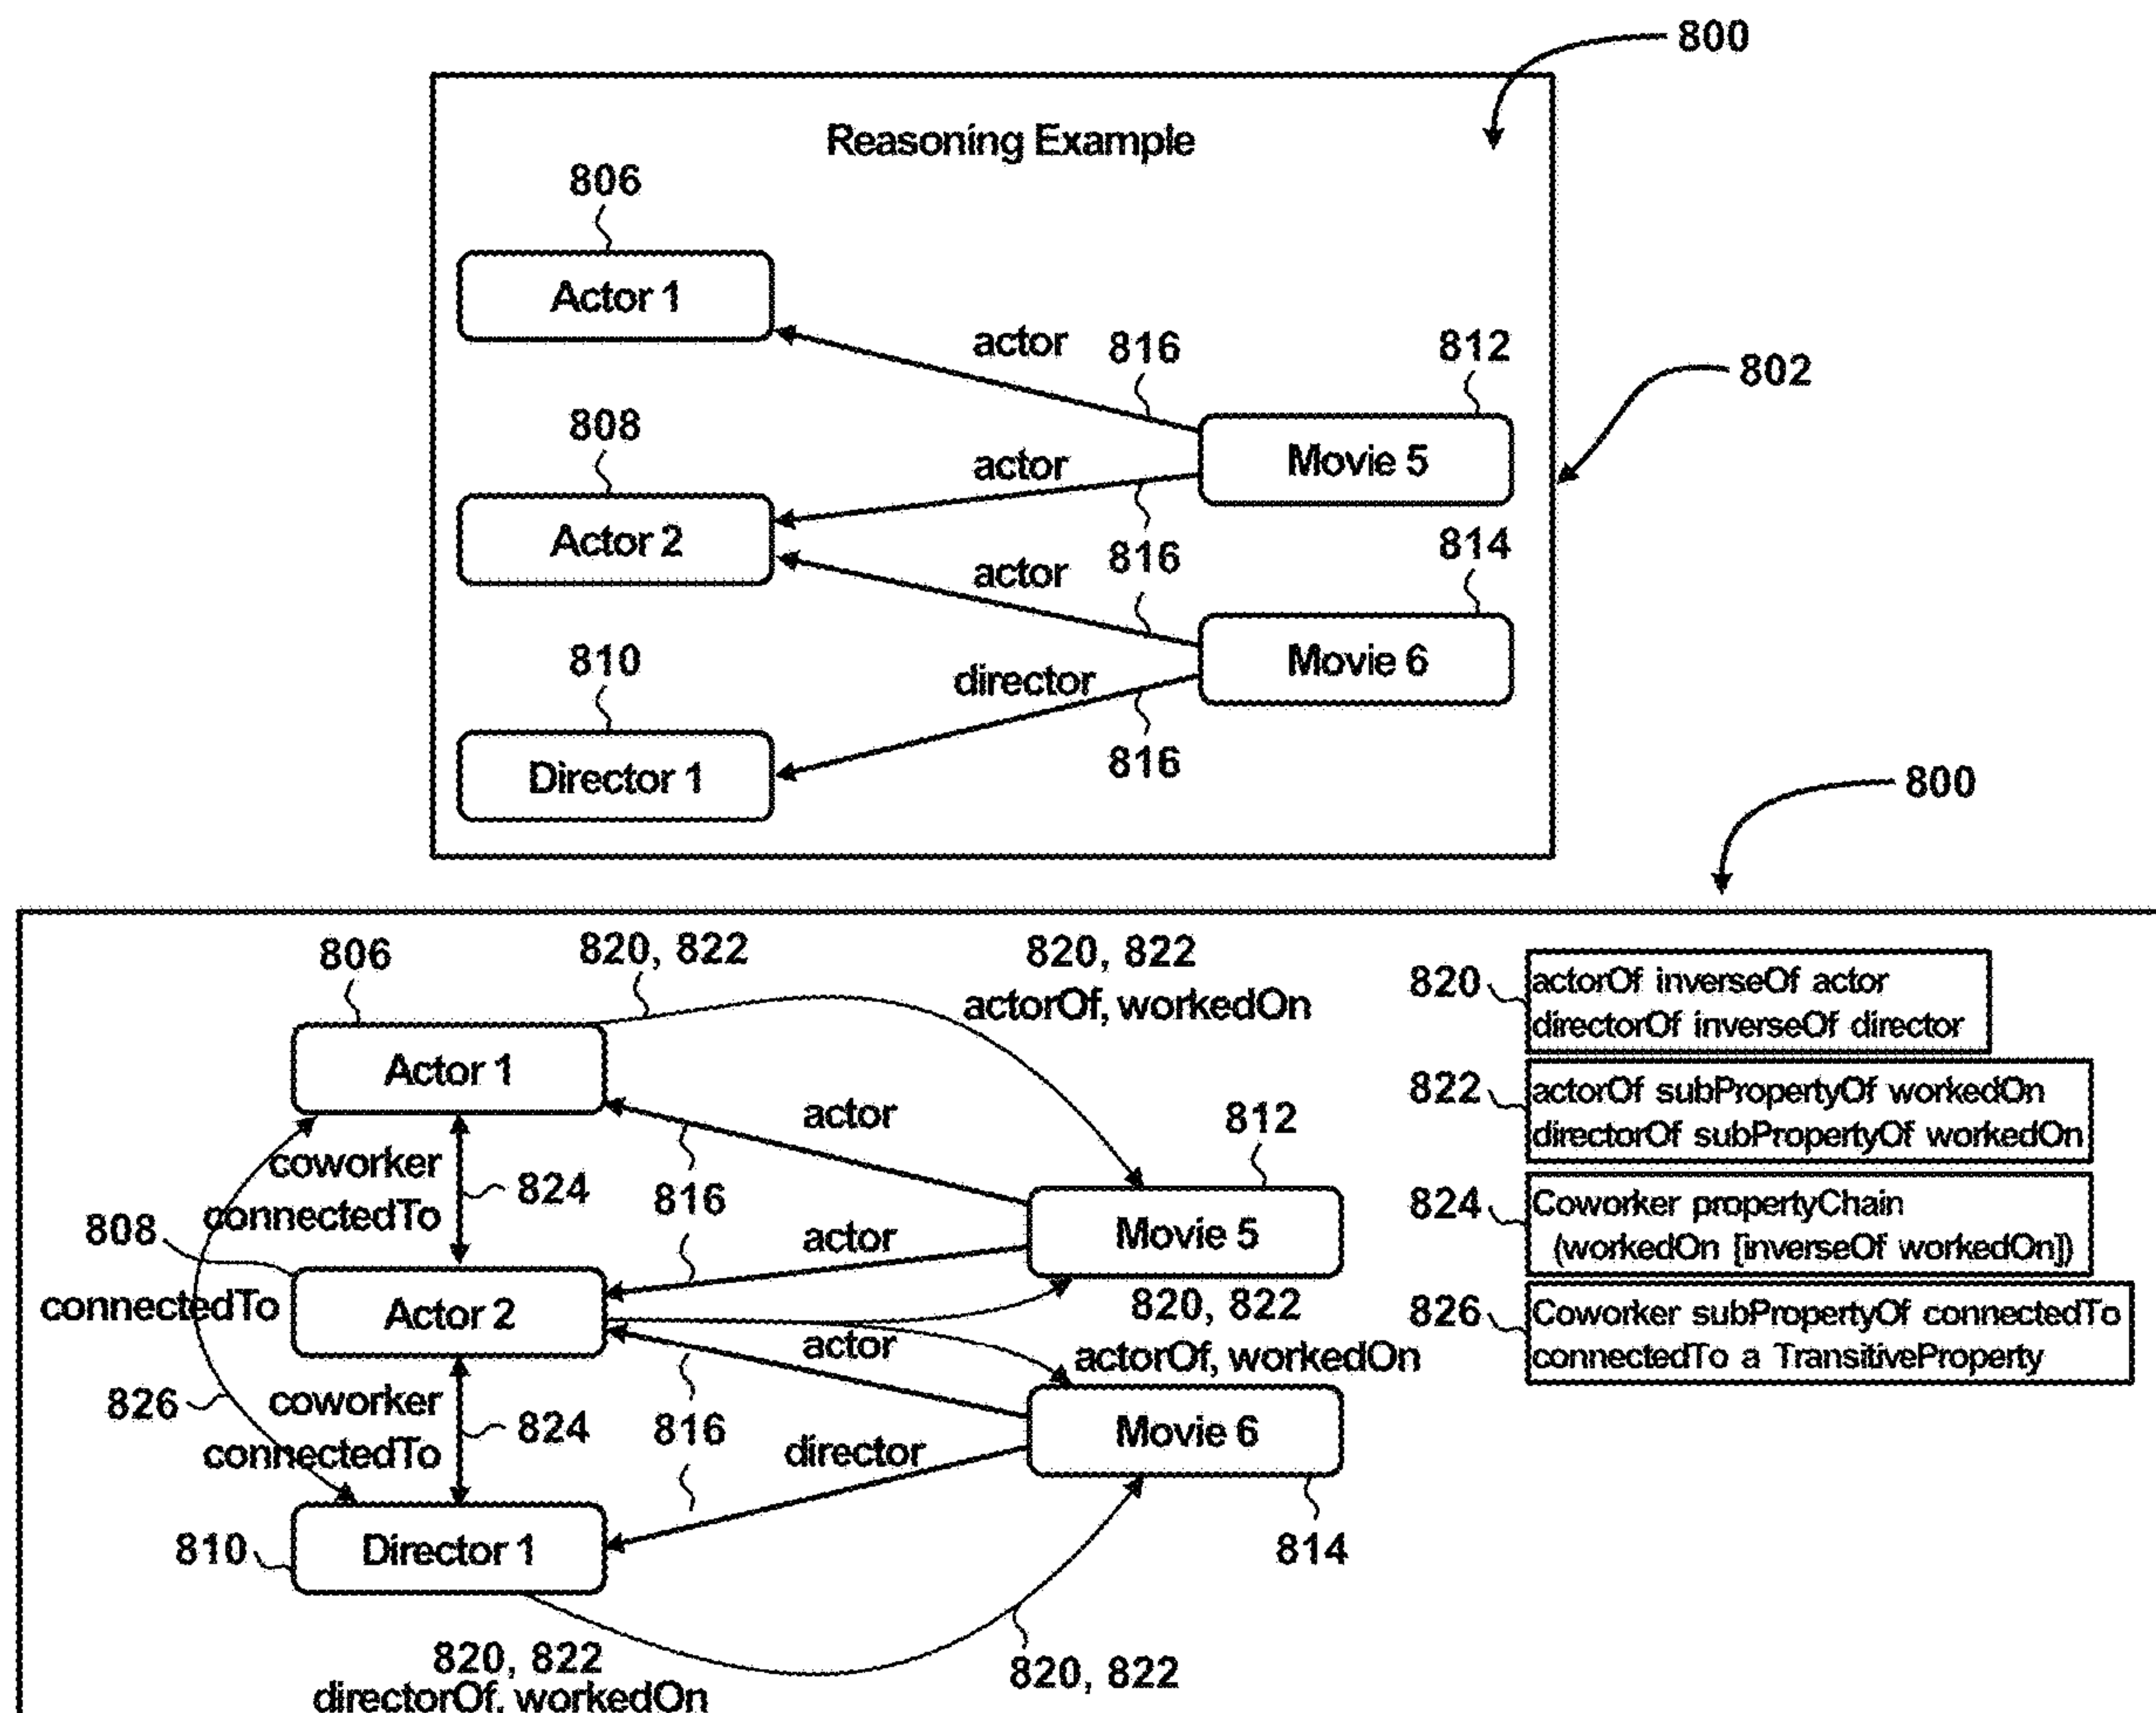 800
Reasoning Example
806
Actor 1
actor
816
812
802
808
Movie 5
actor
Actor 2
816
814
actor
810
Movie 6
director
816
Director 1
800
806
820, 822
820, 822
actorOf, workedOn
Actor 1
actor
812
coworker
connectedTo
824
816
808
Movie 5
actor
connectedTo
Actor 2
820, 822
actorOf, workedOn
actor
826
coworker
connectedTo
824
816
Movie 6
director
810
Director 1
814
820, 822
directorOf, workedOn
820, 822
820
actorOf inverseOf actor
directorOf inverseOf director
822
actorOf subPropertyOf workedOn
directorOf subPropertyOf workedOn
824
Coworker propertyChain
(workedOn [inverseOf workedOn])
826
Coworker subPropertyOf connectedTo
connectedTo a TransitiveProperty